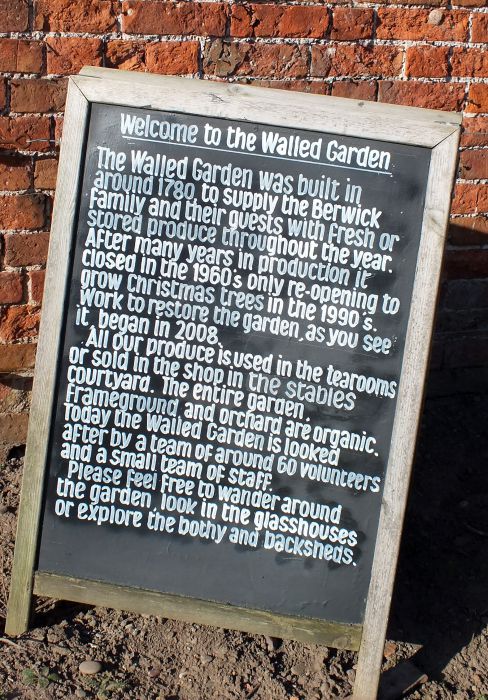 Welcome to the Walled Garden
The Walled Garden was built in
around 1780 to supply the Berwick
family and their guests with fresh or
stored produce throughout the year.
After many years in production it
closed in the 1960's only re-opening to
grow Christmas trees in the 1990's.
Work to restore the garden, as you see
it, began in 2008.
All our produce is used in the tearooms
or sold in the shop in the stables
courtyard. The entire garden,
frameground and orchard are organic.
Today the Walled Garden is looked
after by a team of around 60 volunteers
and a small team of staff.
Please feel free to wander around
the garden, look in the glasshouses
or explore the bothy and backsheds.